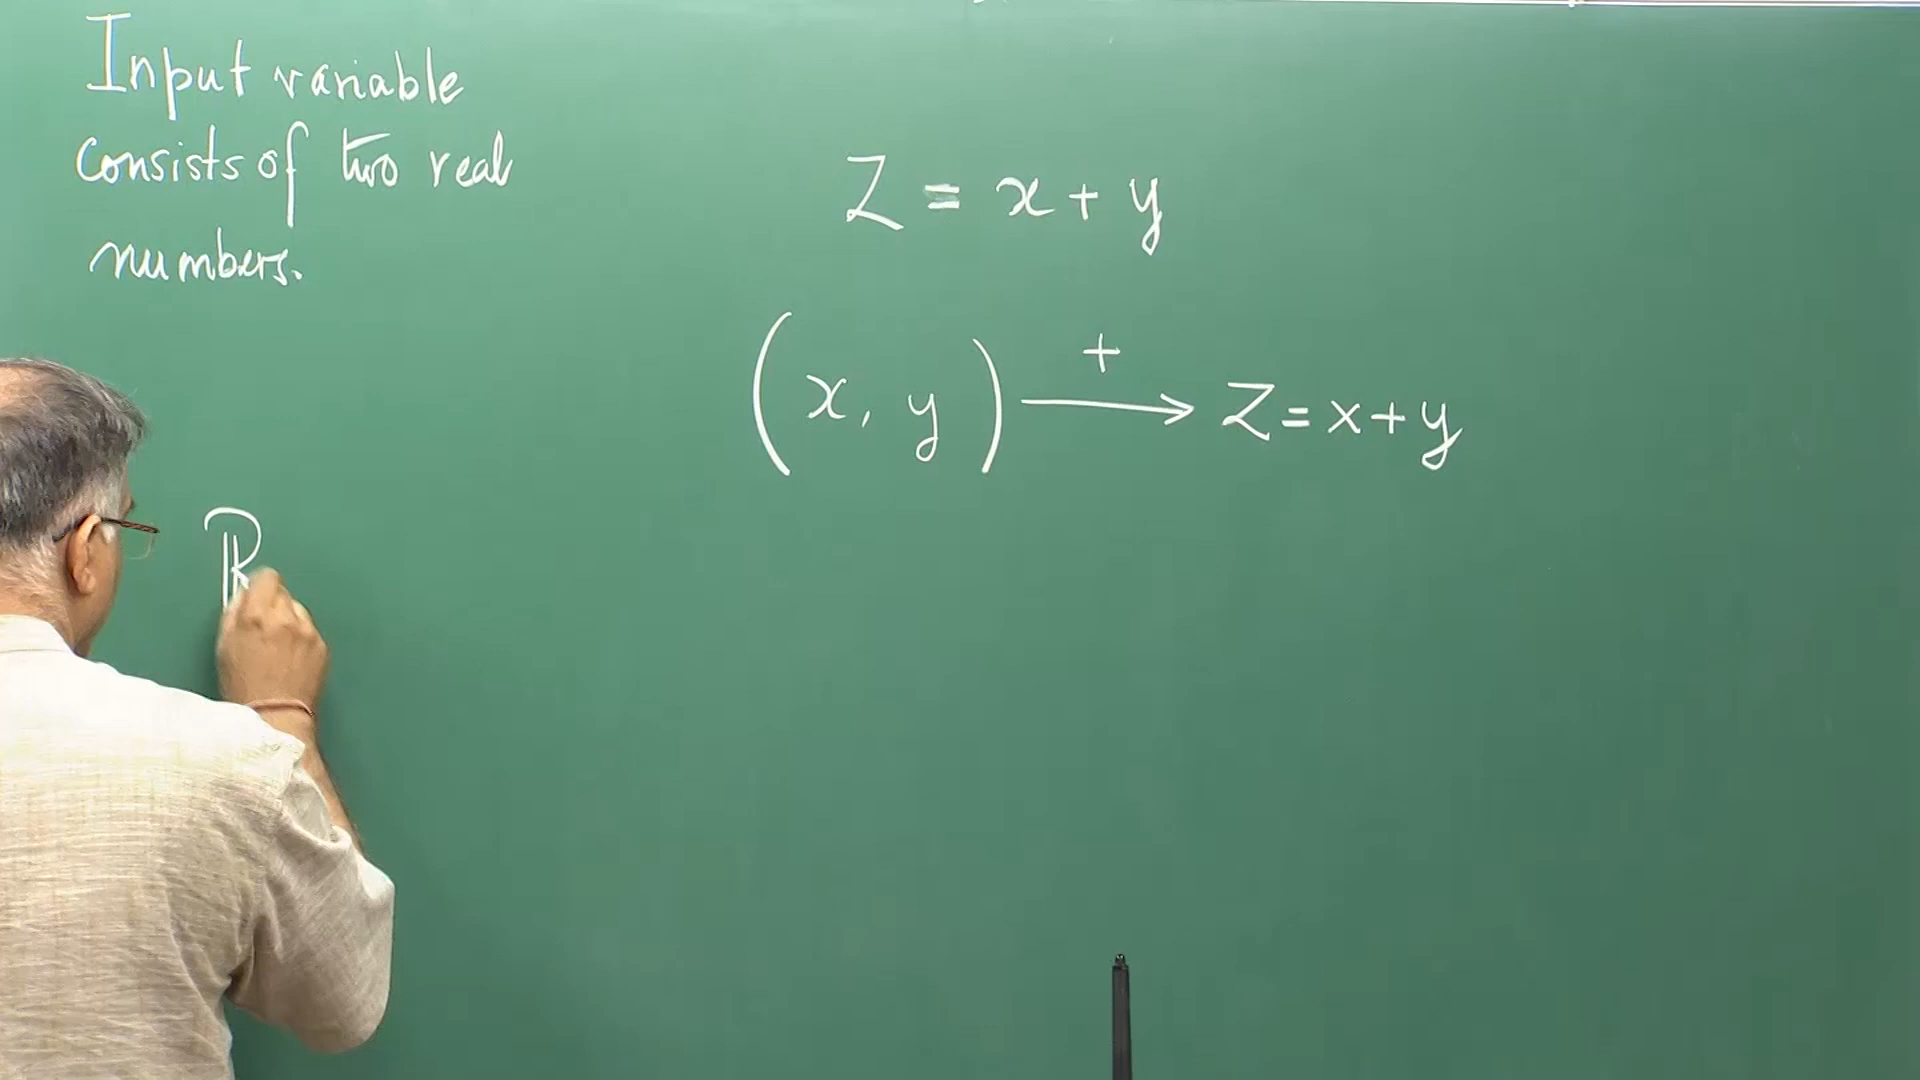 Input variable
consists of two real
numbers.
Z = x + y
(x, y) ⟶ Z = x + y
+
ℝ